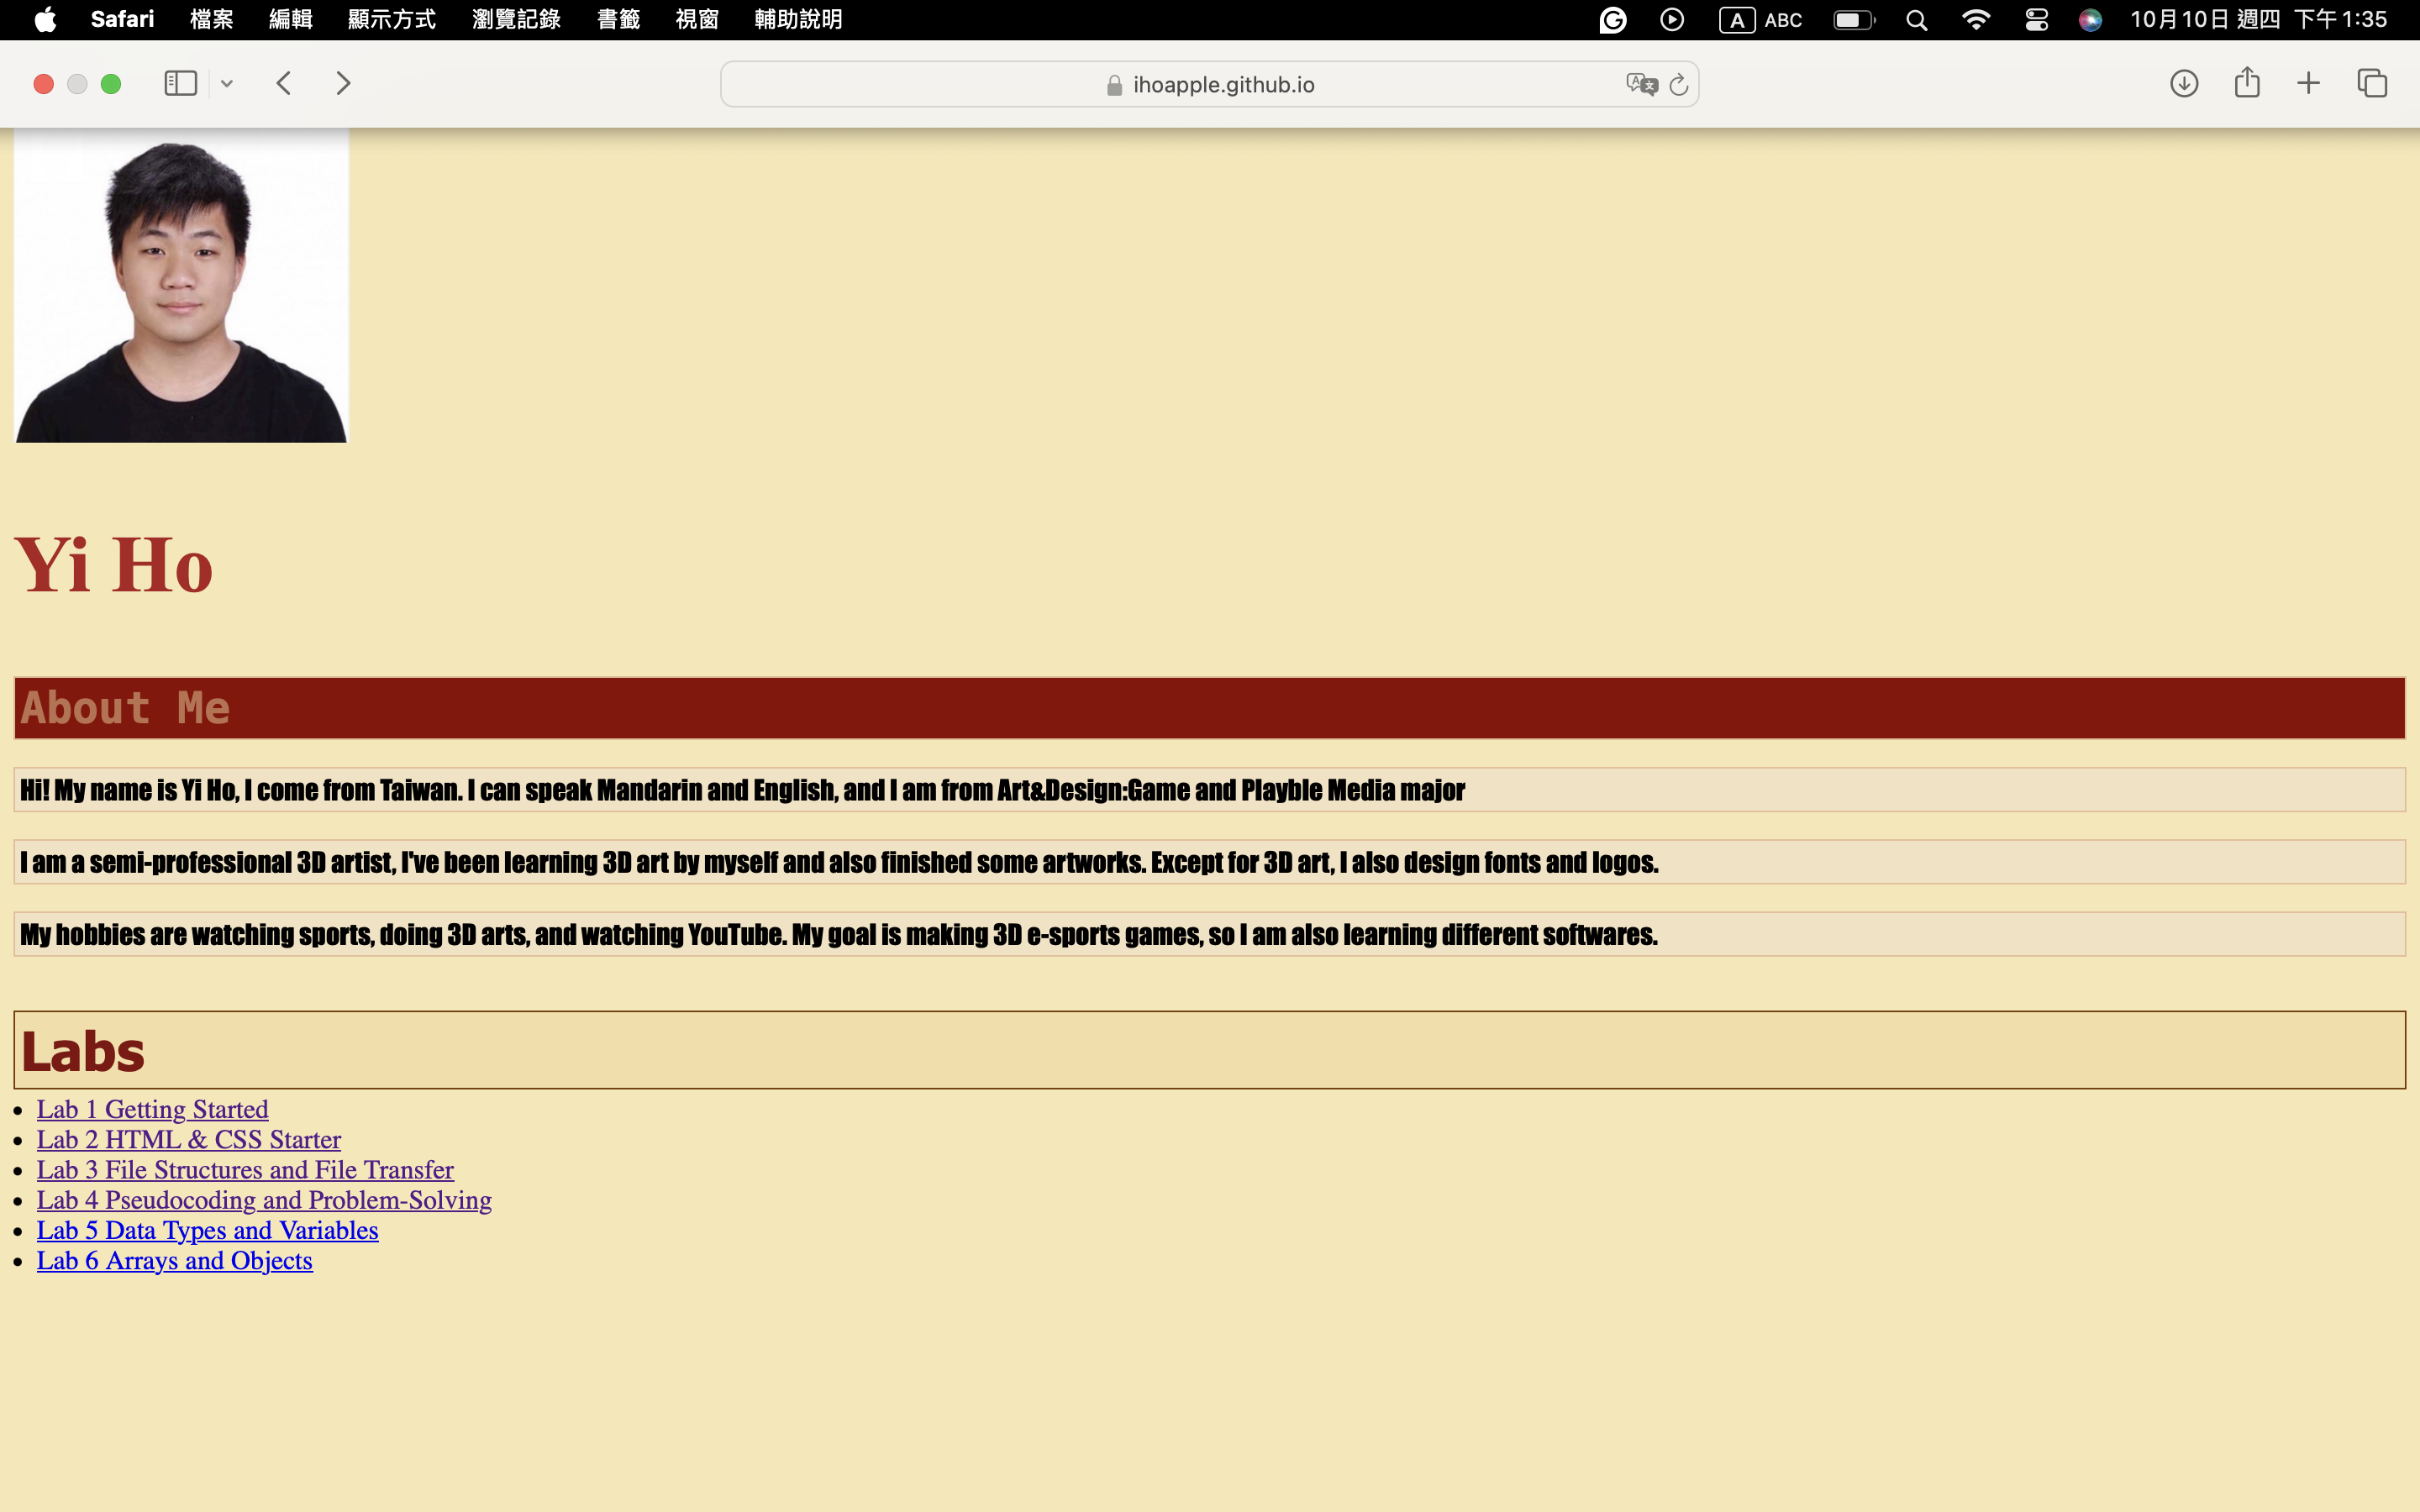 Safari 檔案 編輯 顯示方式 瀏覽記錄 書籤 視窗 輔助說明 A ABC 10月10日 週四 下午1:35
ihoapple.github.io
Yi Ho
About Me
Hi! My name is Yi Ho, I come from Taiwan. I can speak Mandarin and English, and I am from Art&Design:Game and Playble Media major
I am a semi-professional 3D artist, I've been learning 3D art by myself and also finished some artworks. Except for 3D art, I also design fonts and logos.
My hobbies are watching sports, doing 3D arts, and watching YouTube. My goal is making 3D e-sports games, so I am also learning different softwares.
Labs
Lab 1 Getting Started
Lab 2 HTML & CSS Starter
Lab 3 File Structures and File Transfer
Lab 4 Pseudocoding and Problem-Solving
Lab 5 Data Types and Variables
Lab 6 Arrays and Objects